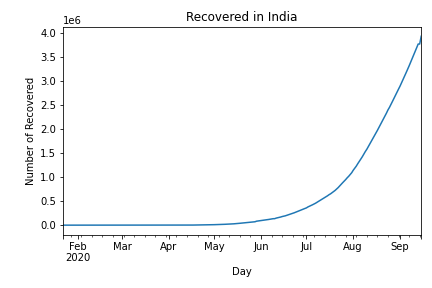 Recovered in India
1e6
4.0
3.5
3.0
2.5
2.0
1.5
1.0
0.5
0.0
Number of Recovered
Feb Mar Apr May Jun Jul Aug Sep
2020
Day